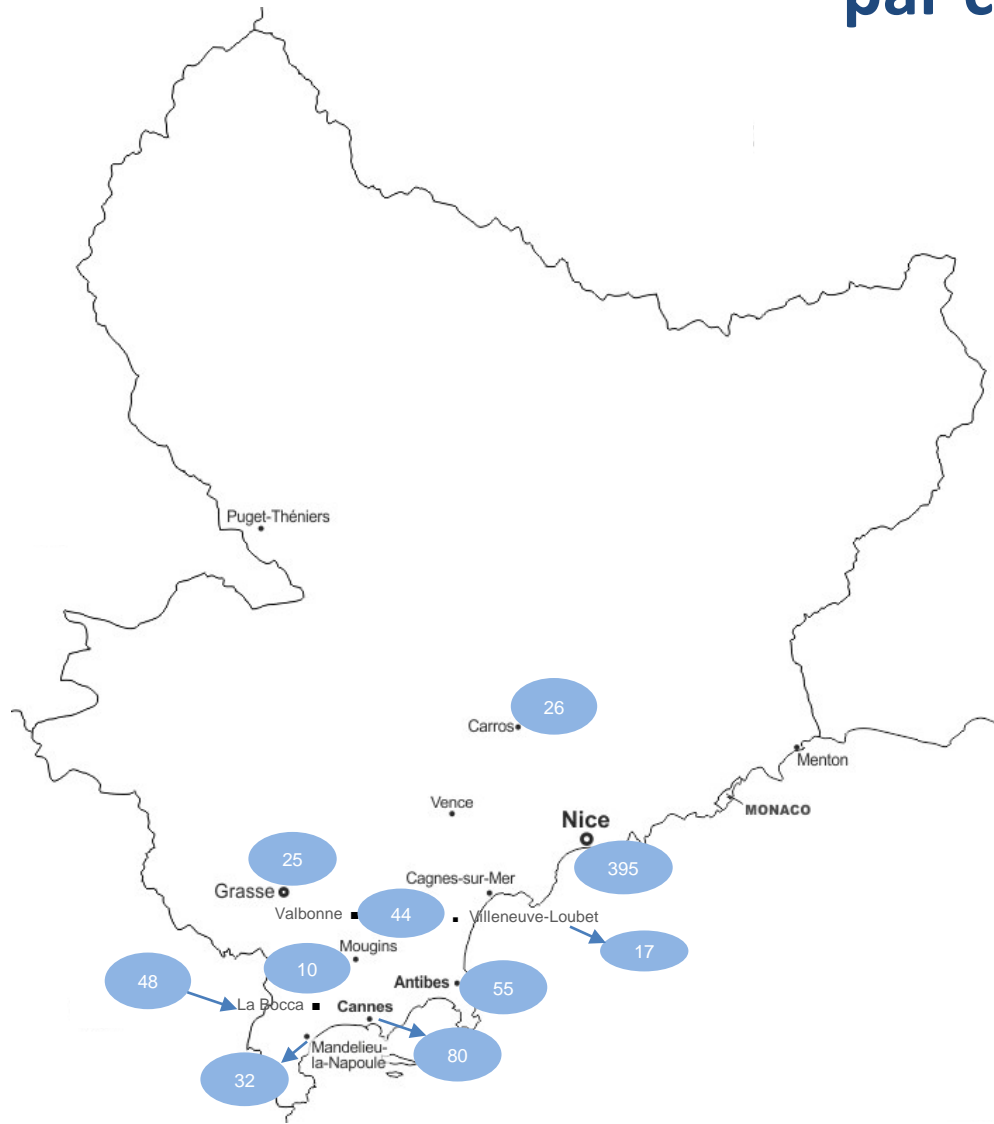 par c
Puget-Théniers
26
Carros
Menton
MONACO
Vence
Nice
25
395
Grasse
Cagnes-sur-Mer
Valbonne
44
Villeneuve-Loubet
Mougins
17
10
48
Antibes
55
La Bocca
Cannes
Mandelieu-
la-Napoule
80
32